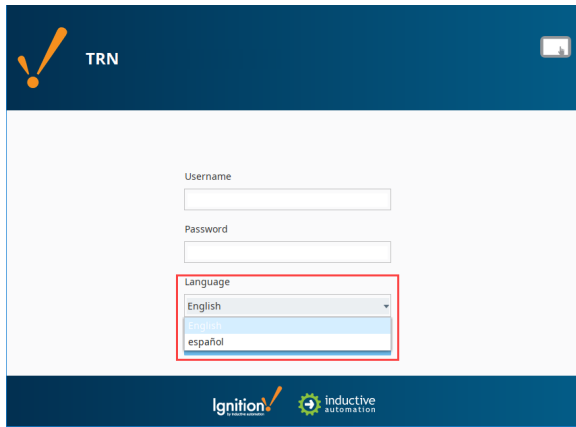 TRN
Username
Password
Language
English
English
español
Ignition!
by inductive automation
inductive
automation